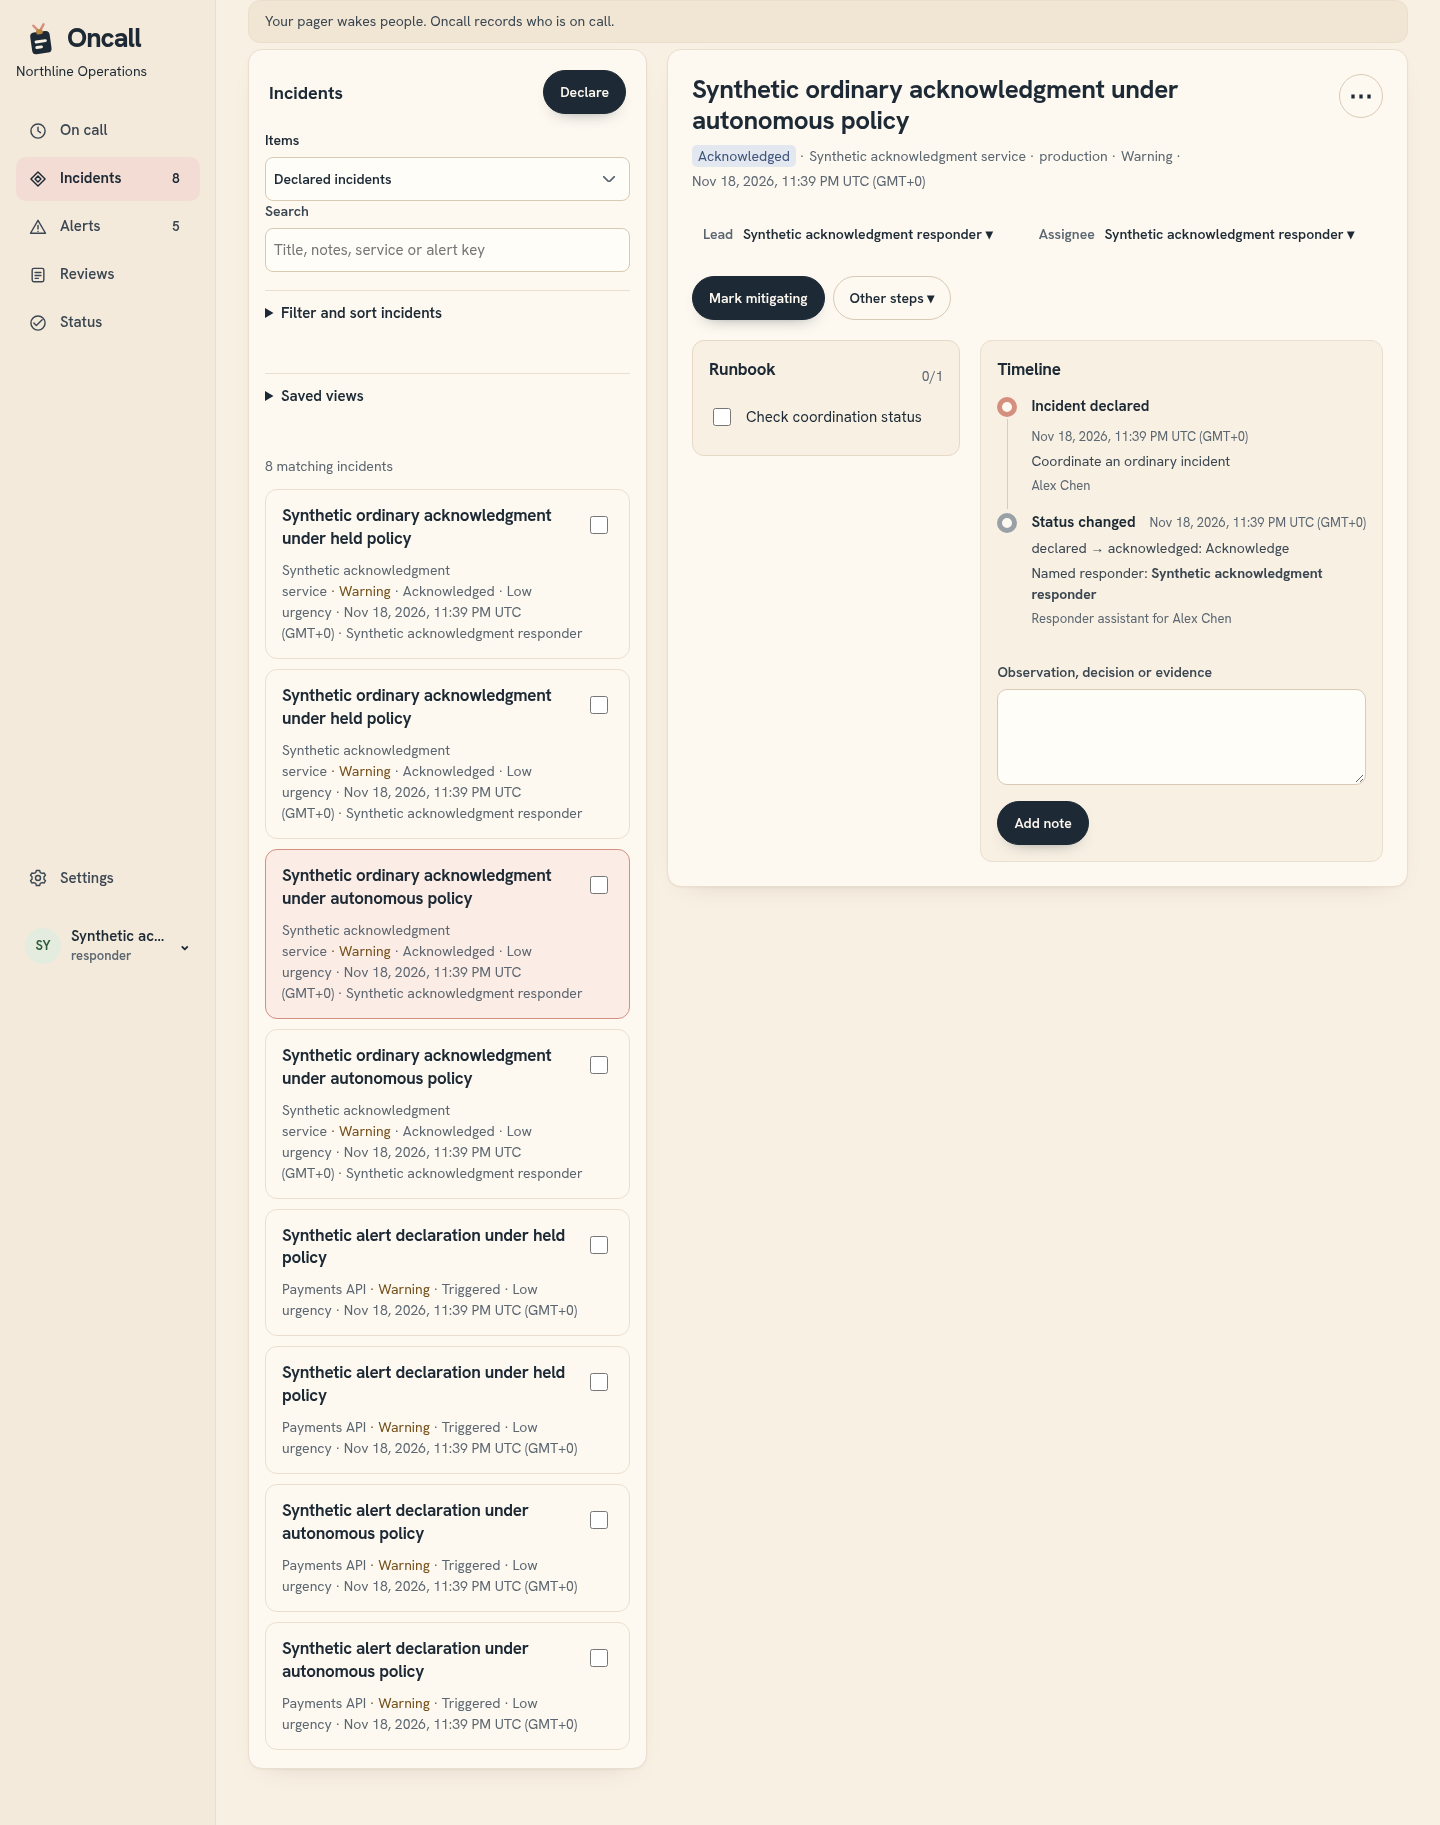 Oncall
Northline Operations
On call
Incidents 8
Alerts 5
Reviews
Status
Settings
SY
Synthetic ac...
responder
Your pager wakes people. Oncall records who is on call.
Incidents
Declare
Items
Declared incidents
Search
Title, notes, service or alert key
Filter and sort incidents
Saved views
8 matching incidents
Synthetic ordinary acknowledgment
under held policy
Synthetic acknowledgment
service · Warning · Acknowledged · Low
urgency · Nov 18, 2026, 11:39 PM UTC
(GMT+0) · Synthetic acknowledgment responder
Synthetic ordinary acknowledgment
under held policy
Synthetic acknowledgment
service · Warning · Acknowledged · Low
urgency · Nov 18, 2026, 11:39 PM UTC
(GMT+0) · Synthetic acknowledgment responder
Synthetic ordinary acknowledgment
under autonomous policy
Synthetic acknowledgment
service · Warning · Acknowledged · Low
urgency · Nov 18, 2026, 11:39 PM UTC
(GMT+0) · Synthetic acknowledgment responder
Synthetic ordinary acknowledgment
under autonomous policy
Synthetic acknowledgment
service · Warning · Acknowledged · Low
urgency · Nov 18, 2026, 11:39 PM UTC
(GMT+0) · Synthetic acknowledgment responder
Synthetic alert declaration under held
policy
Payments API · Warning · Triggered · Low
urgency · Nov 18, 2026, 11:39 PM UTC (GMT+0)
Synthetic alert declaration under held
policy
Payments API · Warning · Triggered · Low
urgency · Nov 18, 2026, 11:39 PM UTC (GMT+0)
Synthetic alert declaration under
autonomous policy
Payments API · Warning · Triggered · Low
urgency · Nov 18, 2026, 11:39 PM UTC (GMT+0)
Synthetic alert declaration under
autonomous policy
Payments API · Warning · Triggered · Low
urgency · Nov 18, 2026, 11:39 PM UTC (GMT+0)
Synthetic ordinary acknowledgment under
autonomous policy
Acknowledged · Synthetic acknowledgment service · production · Warning ·
Nov 18, 2026, 11:39 PM UTC (GMT+0)
Lead Synthetic acknowledgment responder ▾ Assignee Synthetic acknowledgment responder ▾
Mark mitigating
Other steps ▾
Runbook
0/1
Check coordination status
Timeline
Incident declared
Nov 18, 2026, 11:39 PM UTC (GMT+0)
Coordinate an ordinary incident
Alex Chen
Status changed Nov 18, 2026, 11:39 PM UTC (GMT+0)
declared → acknowledged: Acknowledge
Named responder: Synthetic acknowledgment
responder
Responder assistant for Alex Chen
Observation, decision or evidence
Add note